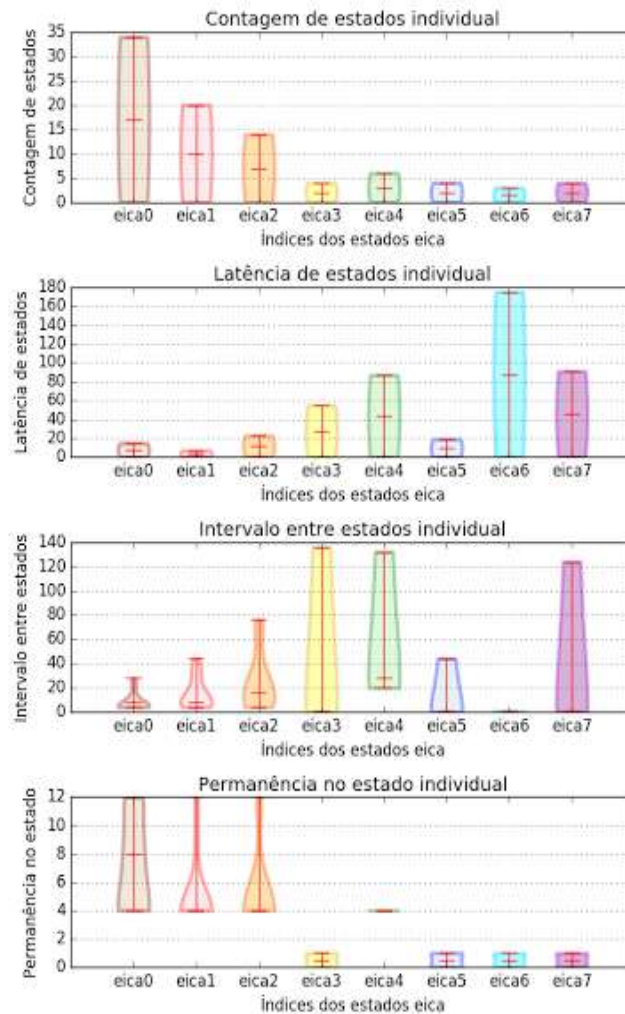 Contagem de estados individual
35
30
25
20
15
10
5
0
Contagem de estados
eica0 eica1 eica2 eica3 eica4 eica5 eica6 eica7
Índices dos estados eica
Latência de estados individual
180
160
140
120
100
80
60
40
20
0
Latência de estados
eica0 eica1 eica2 eica3 eica4 eica5 eica6 eica7
Índices dos estados eica
Intervalo entre estados individual
140
120
100
80
60
40
20
0
Intervalo entre estados
eica0 eica1 eica2 eica3 eica4 eica5 eica6 eica7
Índices dos estados eica
Permanência no estado individual
12
8
6
4
2
0
Permanência no estado
eica0 eica1 eica2 eica3 eica4 eica5 eica6 eica7
Índices dos estados eica